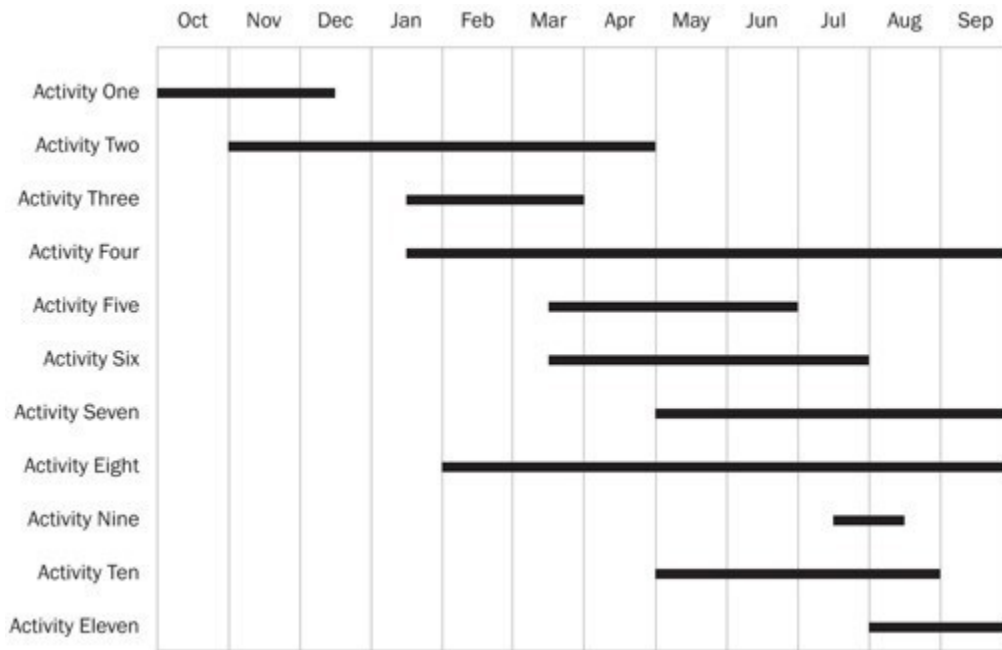 Oct Nov Dec Jan Feb Mar Apr May Jun Jul Aug Sep
Activity One
Activity Two
Activity Three
Activity Four
Activity Five
Activity Six
Activity Seven
Activity Eight
Activity Nine
Activity Ten
Activity Eleven